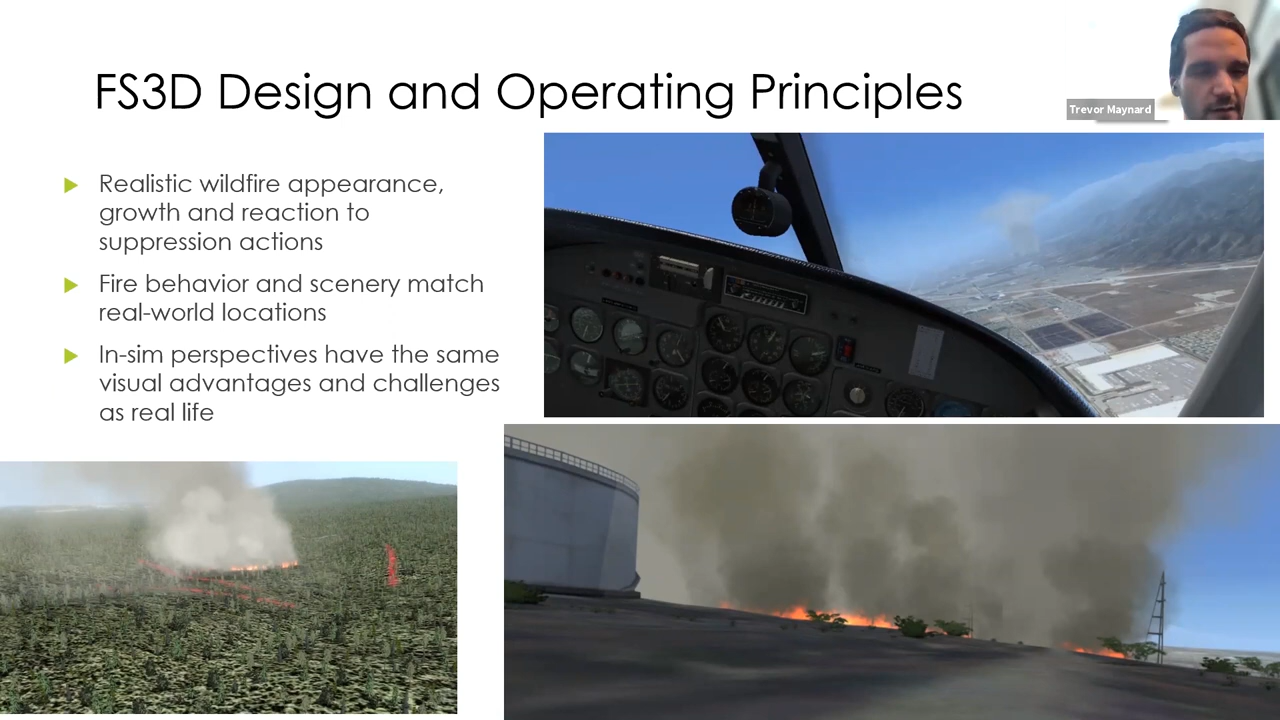 FS3D Design and Operating Principles
Trevor Maynard
Realistic wildfire appearance,
growth and reaction to
suppression actions
Fire behavior and scenery match
real-world locations
In-sim perspectives have the same
visual advantages and challenges
as real life